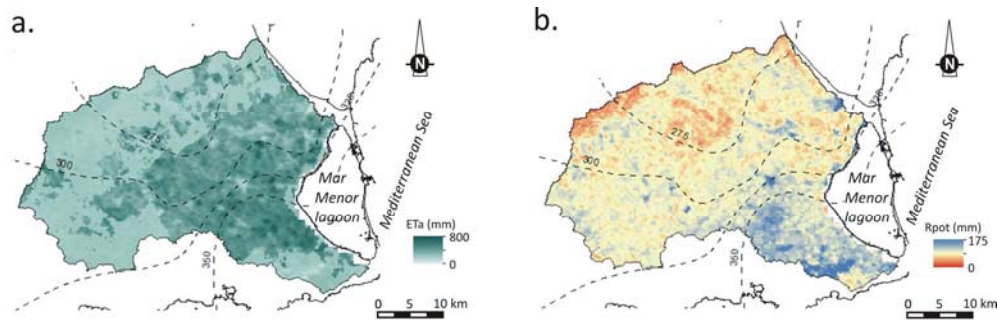 a.
N
275
300
350
Mar
Menor
lagoon
Mediterranean Sea
ETa (mm)
800
0
0 5 10 km
b.
N
275
300
350
Mar
Menor
lagoon
Mediterranean Sea
Rpot (mm)
175
0
0 5 10 km